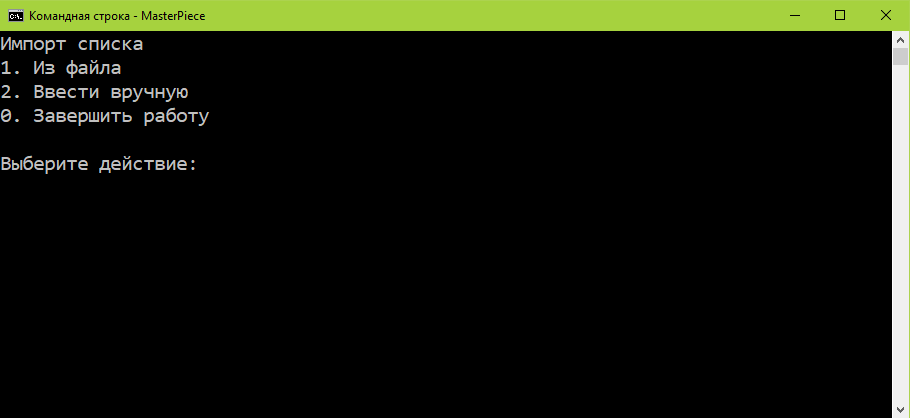 Командная строка - MasterPiece
Импорт списка
1. Из файла
2. Ввести вручную
0. Завершить работу
Выберите действие: